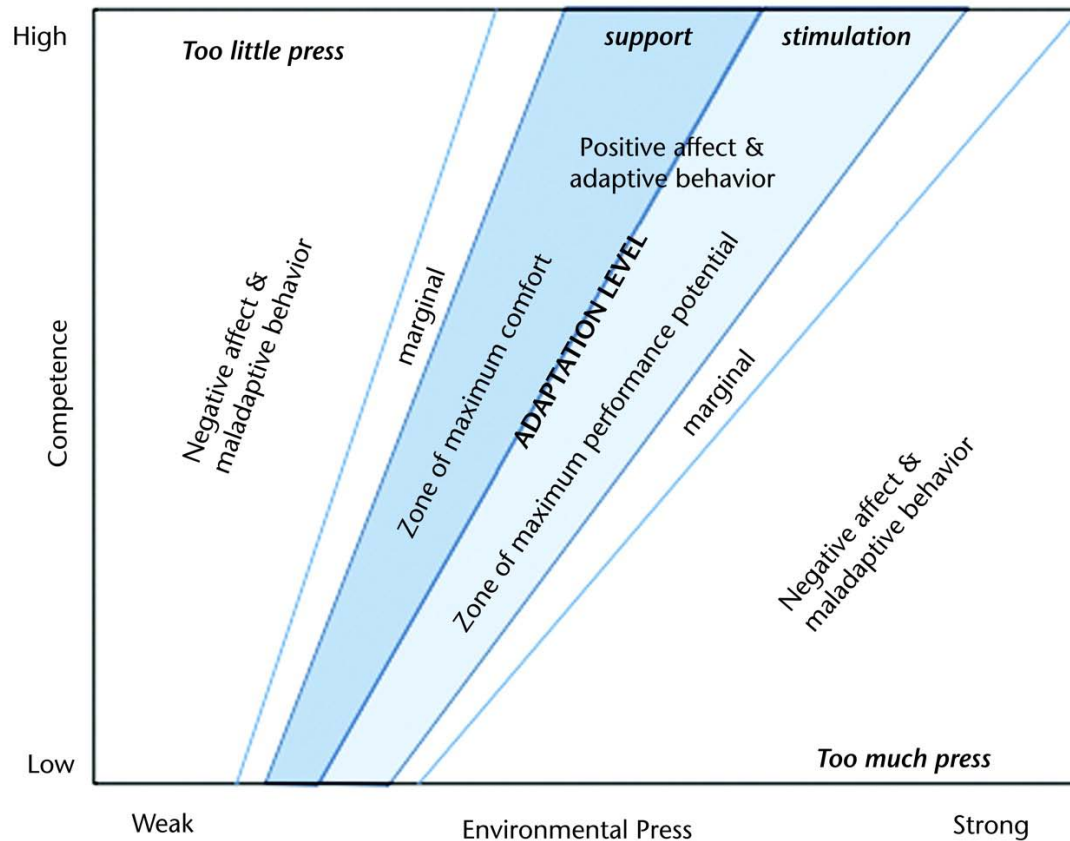 High
Too little press
support
stimulation
Positive affect &
adaptive behavior
Negative affect &
maladaptive behavior
marginal
Zone of maximum comfort
ADAPTATION LEVEL
Zone of maximum performance potential
marginal
Negative affect &
maladaptive behavior
Competence
Low
Too much press
Weak
Environmental Press
Strong